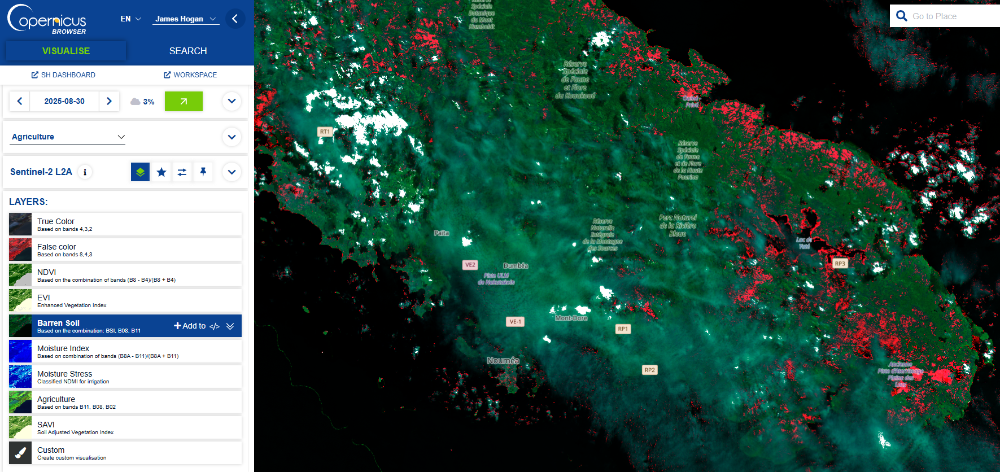 opernicus
BROWSER
EN
James Hogan
VISUALISE
SEARCH
SH DASHBOARD
WORKSPACE
2025-08-30
3%
Agriculture
Sentinel-2 L2A
i
LAYERS:
True Color
Based on bands 4,3,2
False color
Based on bands 8,4,3
NDVI
Based on the combination of bands (B8 - B4)/(B8 + B4)
EVI
Enhanced Vegetation Index
Barren Soil
Based on the combination: BSI, B08, B11
Add to </>
Moisture Index
Based on combination of bands (B8A - B11)/(B8A + B11)
Moisture Stress
Classified NDMI for irrigation
Agriculture
Based on bands B11, B08, B02
SAVI
Soil Adjusted Vegetation Index
Custom
Create custom visualisation
Go to Place
Réserve
Spéciale
Botanique
du Mont
Humboldt
Réserve
Spéciale
de Faune
et Flore
du Kouakoué
Ouiné -
Privé
RT1
Réserve
Spéciale
de Faune
et de Flore
de la Haute
Pourina
Parc Naturel
de la Rivière
Bleue
Réserve
Naturelle
Intégrale
de la Montagne
des Sources
Païta
Lac de
Yaté
VE2
Dumbéa
RP3
Piste ULM
de Nakutakoin
VE-1
Mont-Dore
RP1
Nouméa
RP2
Ancienne
Piste d'Aterrissage
Plaine des
Lacs